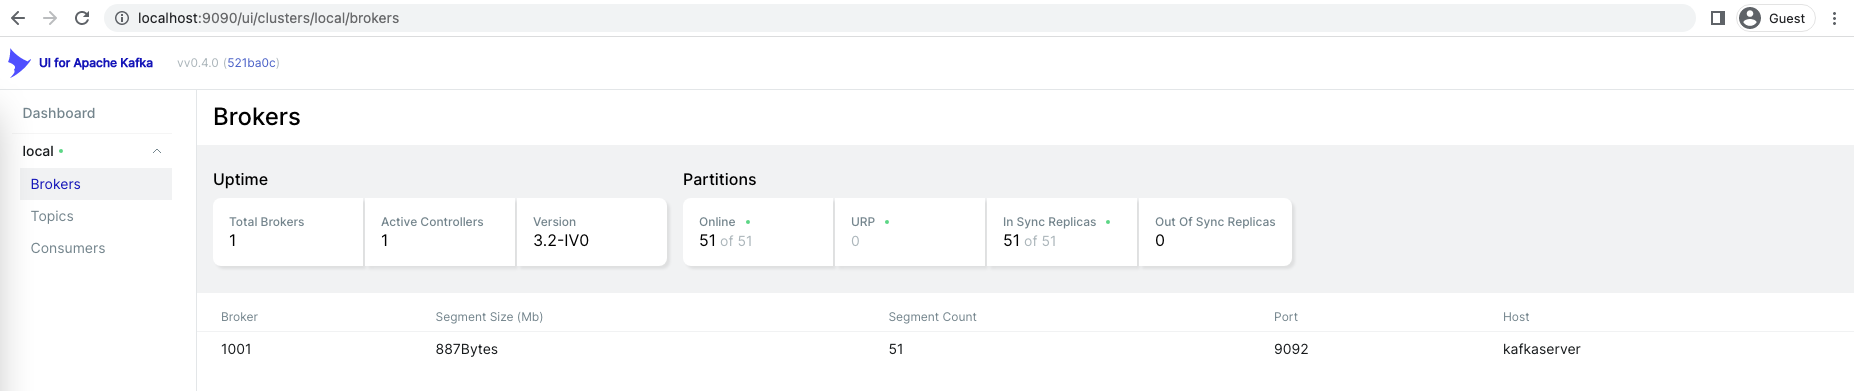 localhost:9090/ui/clusters/local/brokers
Guest
UI for Apache Kafka vv0.4.0 (521ba0c)
Dashboard
local
Brokers
Topics
Consumers
Brokers
Uptime
Total Brokers
1
Active Controllers
1
Version
3.2-IV0
Partitions
Online
51 of 51
URP
0
In Sync Replicas
51 of 51
Out Of Sync Replicas
0
Broker Segment Size (Mb) Segment Count Port Host
1001 887Bytes 51 9092 kafkaserver